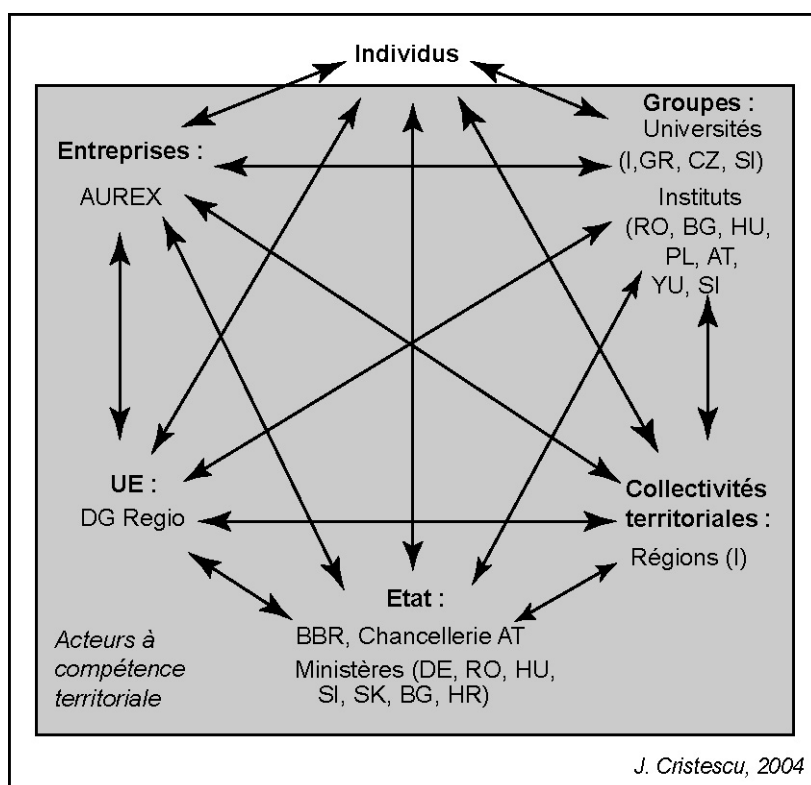 Individus
Groupes :
Universités
(I,GR, CZ, SI)
Instituts
(RO, BG, HU,
PL, AT,
YU, SI
Entreprises :
AUREX
UE :
DG Regio
Collectivités
territoriales :
Régions (I)
Etat :
BBR, Chancellerie AT
Ministères (DE, RO, HU,
SI, SK, BG, HR)
Acteurs à
compétence
territoriale
J. Cristescu, 2004